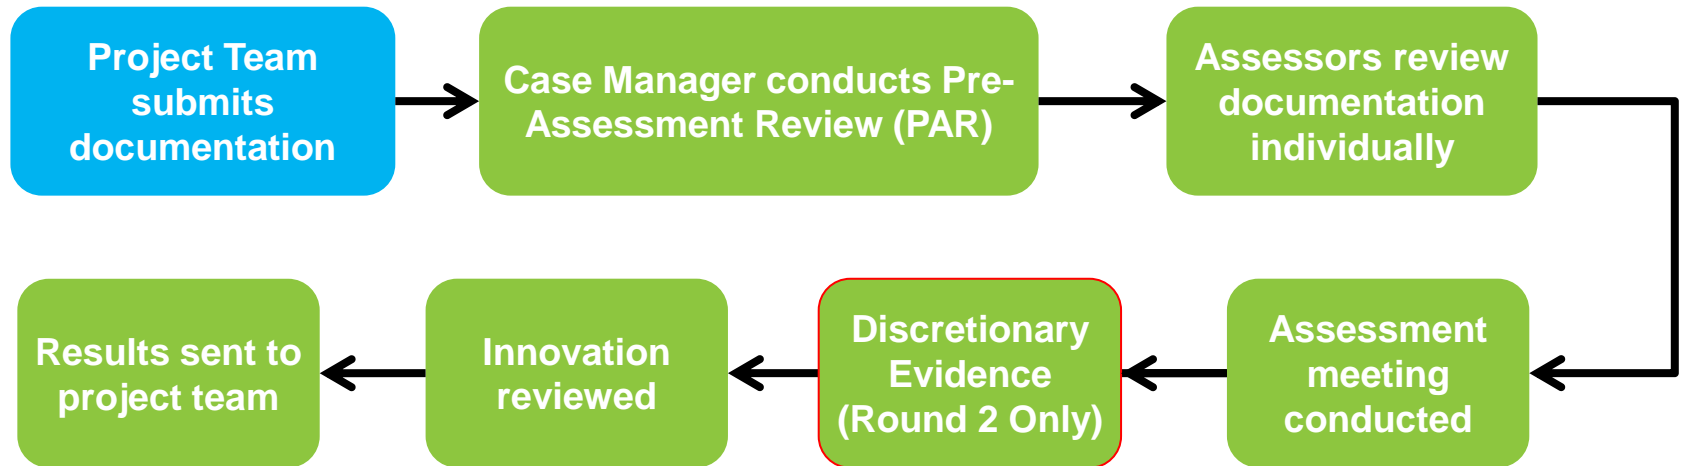 Project Team
submits
documentation
Case Manager conducts Pre-
Assessment Review (PAR)
Assessors review
documentation
individually
Results sent to
project team
Innovation
reviewed
Discretionary
Evidence
(Round 2 Only)
Assessment
meeting
conducted